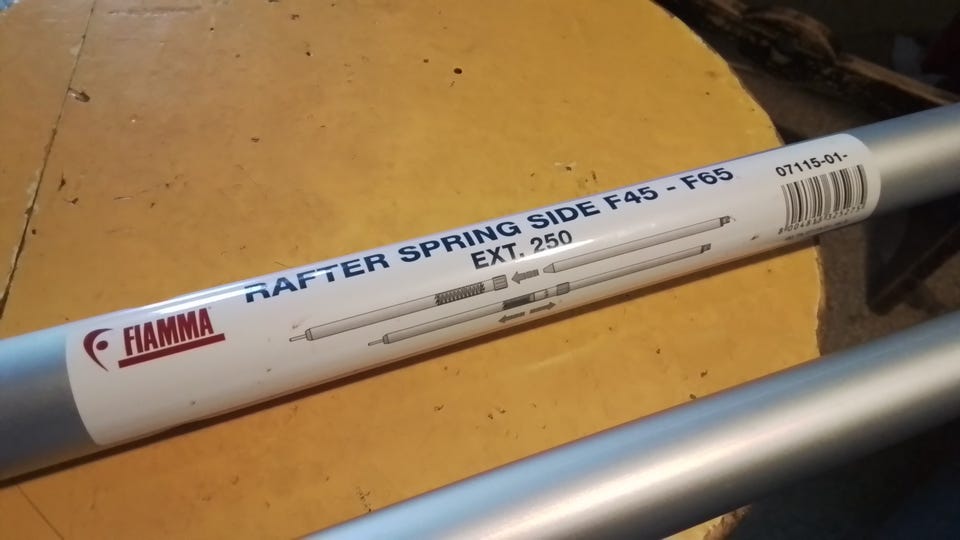 RAFTER SPRING SIDE F45 - F65
EXT. 250
07115-01-
FIAMMA